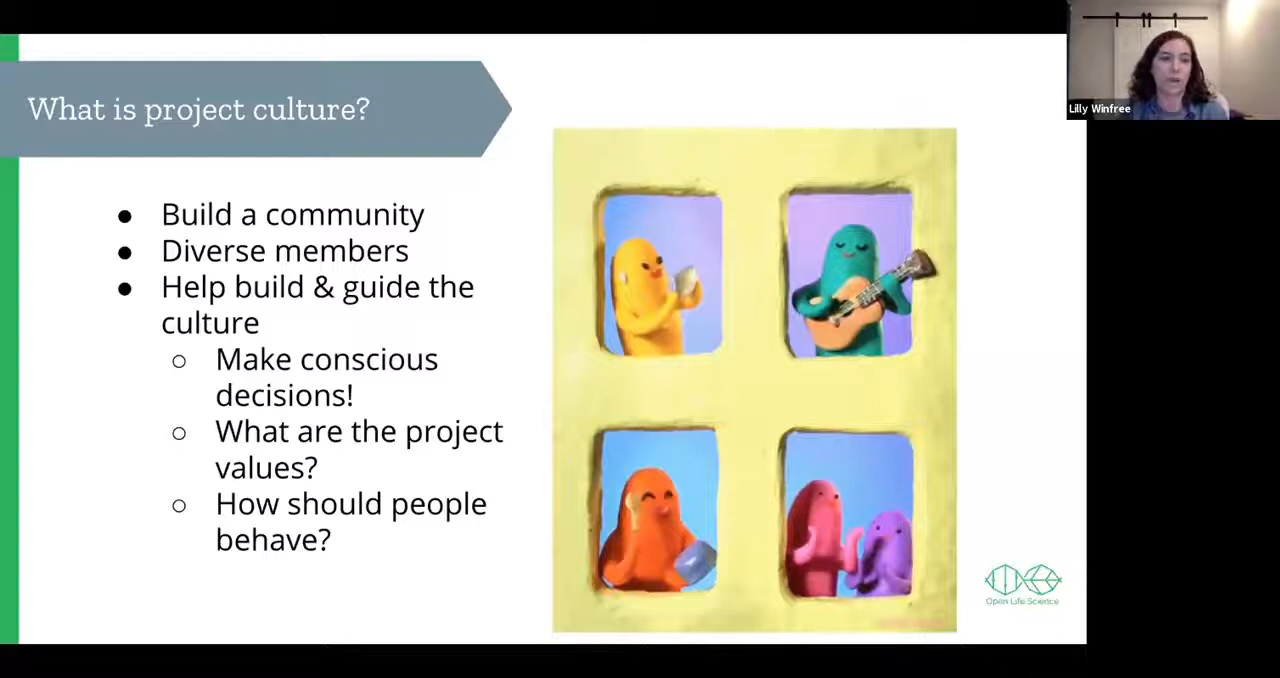 What is project culture?
● Build a community
● Diverse members
● Help build & guide the
culture
○ Make conscious
decisions!
○ What are the project
values?
○ How should people
behave?
Open Life Science
Lilly Winfree